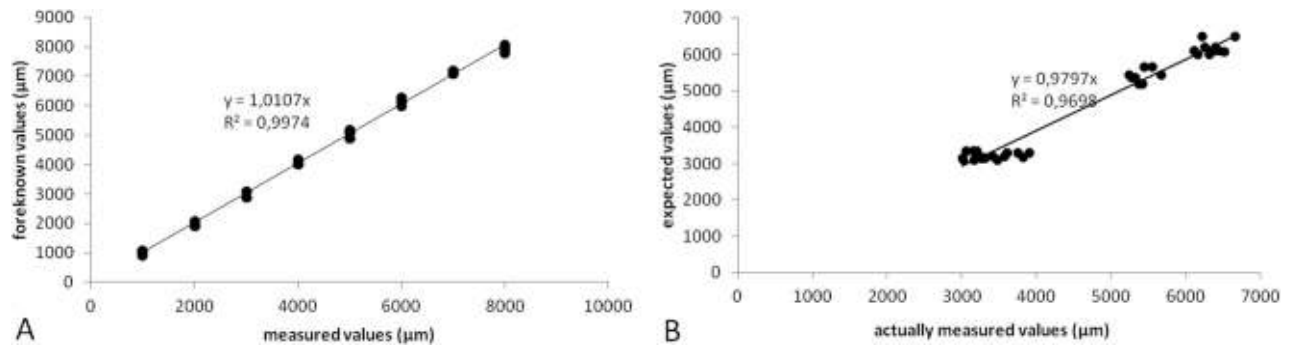 9000
8000
7000
6000
5000
4000
3000
2000
1000
0
foreknown values (µm)
y = 1,0107x
R² = 0,9974
0 2000 4000 6000 8000 10000
measured values (µm)
A
7000
6000
5000
4000
3000
2000
1000
0
expected values (µm)
y = 0,9797x
R² = 0,9698
0 1000 2000 3000 4000 5000 6000 7000
actually measured values (µm)
B